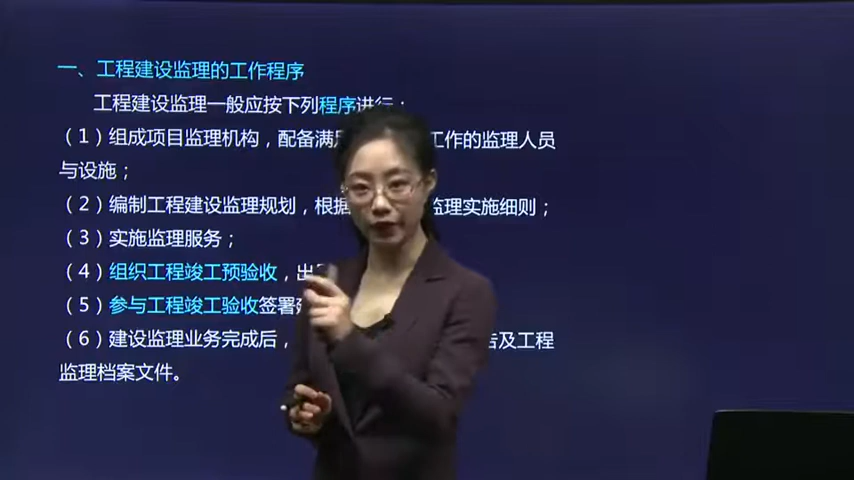 一、工程建设监理的工作程序
工程建设监理一般应按下列程序进行：
（1）组成项目监理机构，配备满 工作的监理人员
与设施；
（2）编制工程建设监理规划，根据 监理实施细则；
（3）实施监理服务；
（4）组织工程竣工预验收，出
（5）参与工程竣工验收签署
（6）建设监理业务完成后， 告及工程
监理档案文件。